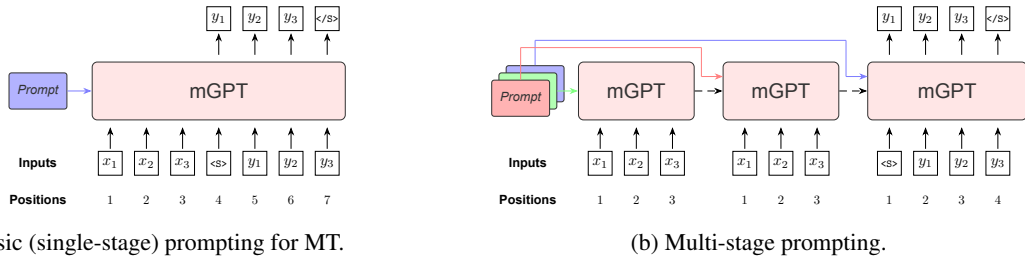 y1 y2 y3 </S>
Prompt
mGPT
Inputs x1 x2 x3 <S> y1 y2 y3
Positions 1 2 3 4 5 6 7
sic (single-stage) prompting for MT.
y1 y2 y3 </S>
Prompt
mGPT mGPT mGPT
Inputs x1 x2 x3 x1 x2 x3 <S> y1 y2 y3
Positions 1 2 3 1 2 3 1 2 3 4
(b) Multi-stage prompting.